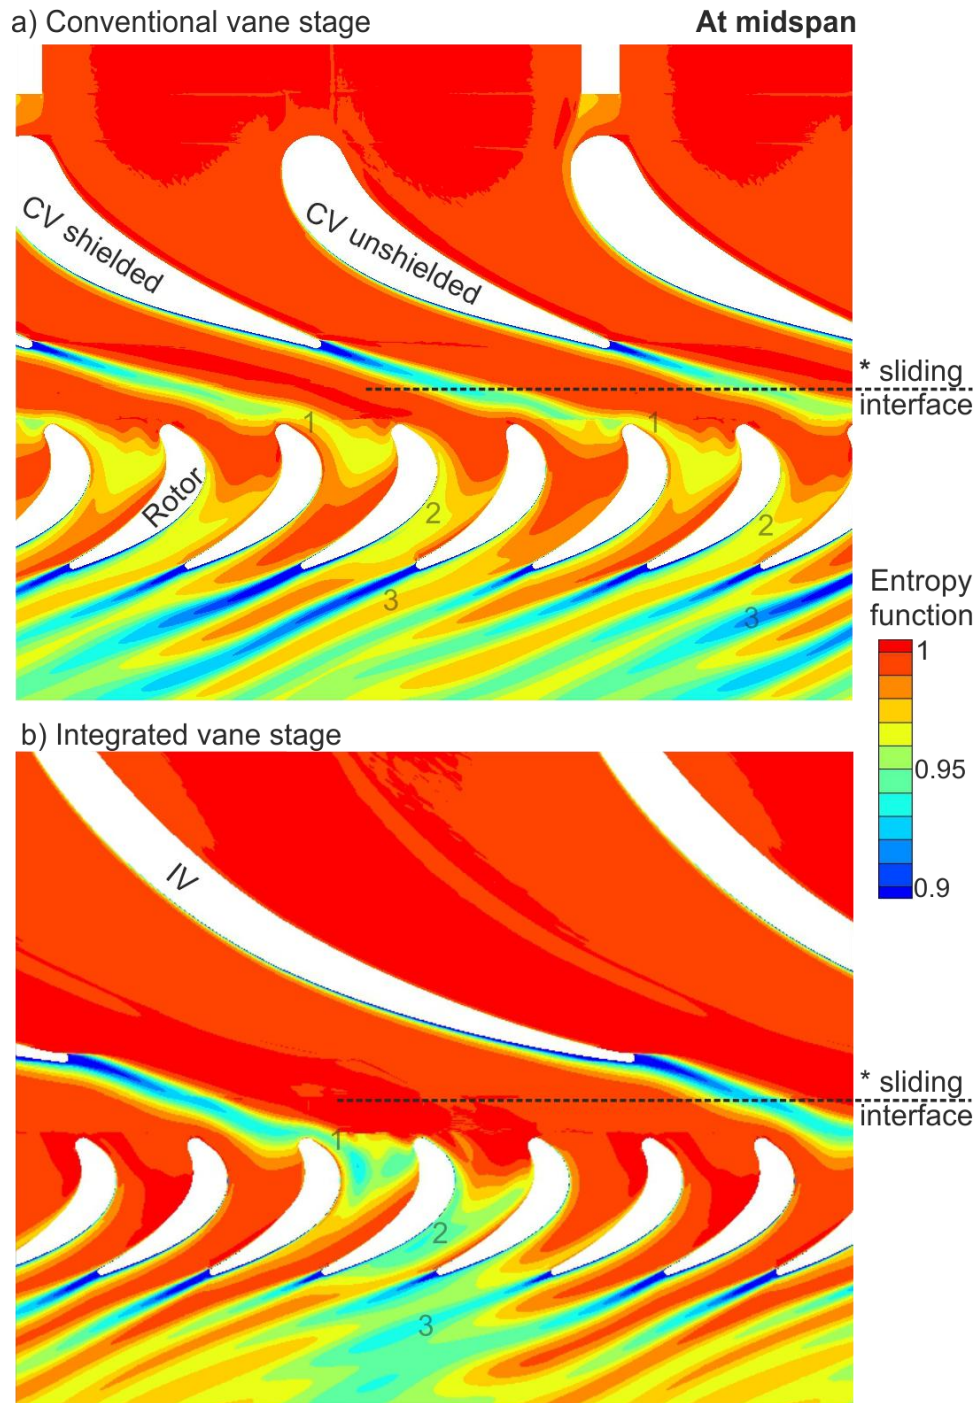 a) Conventional vane stage
At midspan
CV shielded
CV unshielded
* sliding
interface
1
1
Rotor
2
2
3
3
Entropy
function
1
0.95
0.9
b) Integrated vane stage
IV
* sliding
interface
1
2
3